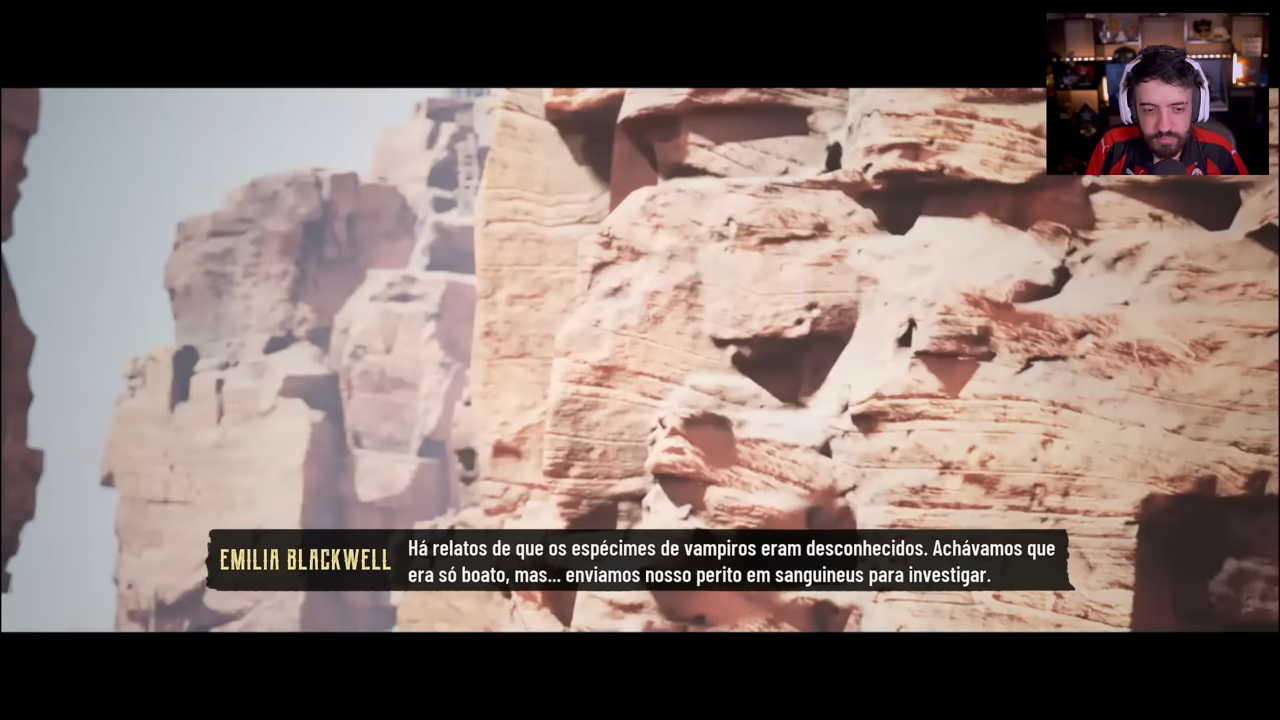 EMILIA BLACKWELL
Há relatos de que os espécimes de vampiros eram desconhecidos. Achávamos que
era só boato, mas... enviamos nosso perito em sanguineus para investigar.